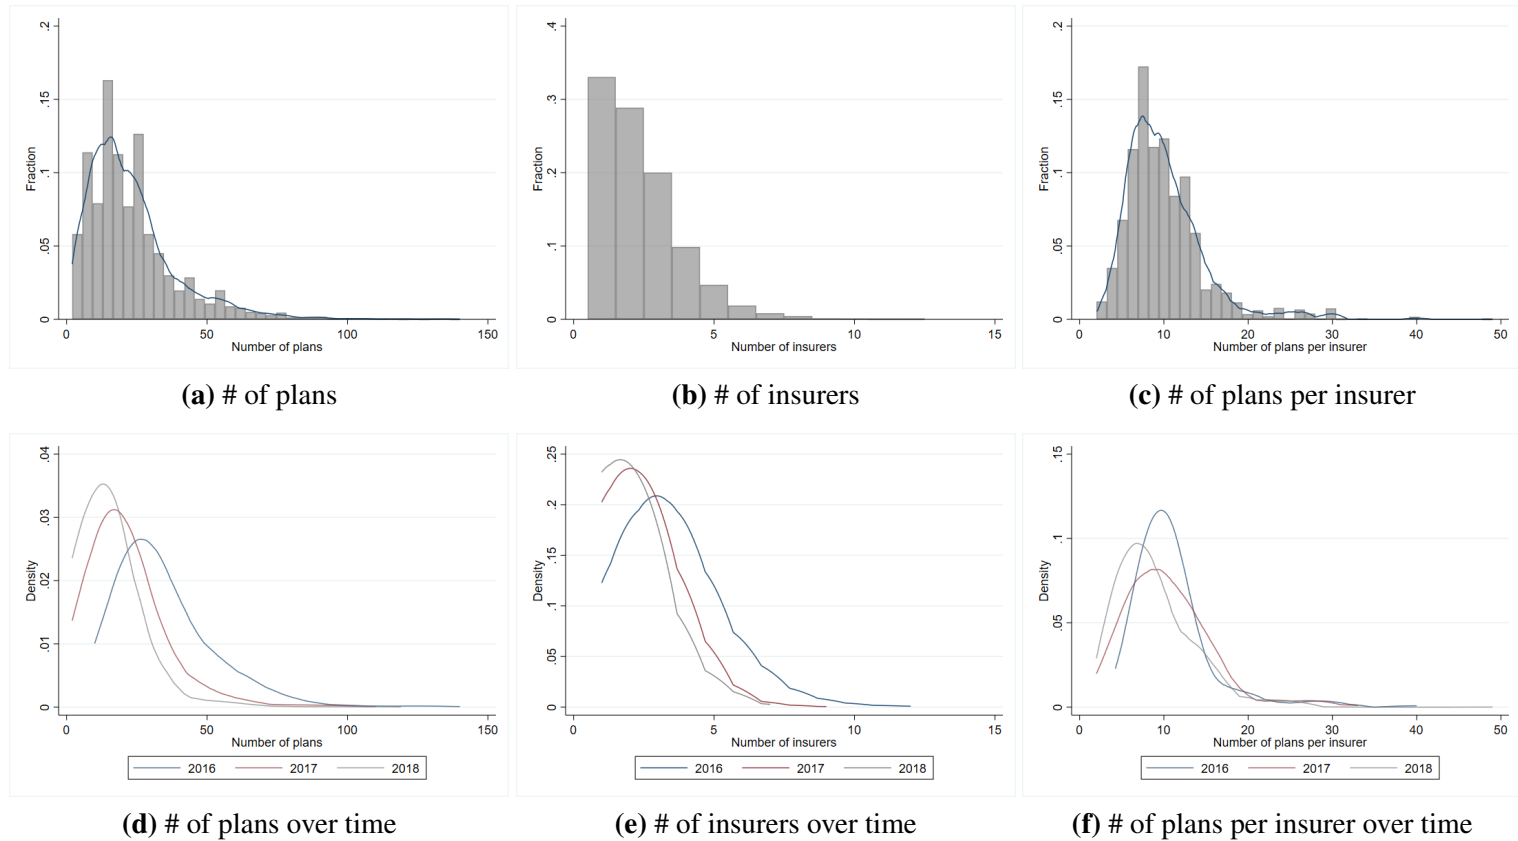 .2
.15
.1
.05
0
Fraction
0 50 100 150
Number of plans
(a) # of plans
.4
.3
.2
.1
0
Fraction
0 5 10 15
Number of insurers
(b) # of insurers
.2
.15
.1
.05
0
Fraction
0 10 20 30 40 50
Number of plans per insurer
(c) # of plans per insurer
.04
.03
.02
.01
0
Density
0 50 100 150
Number of plans
2016 2017 2018
(d) # of plans over time
.25
.2
.15
.1
.05
0
Density
0 5 10 15
Number of insurers
2016 2017 2018
(e) # of insurers over time
.15
.1
.05
0
Density
0 10 20 30 40 50
Number of plans per insurer
2016 2017 2018
(f) # of plans per insurer over time